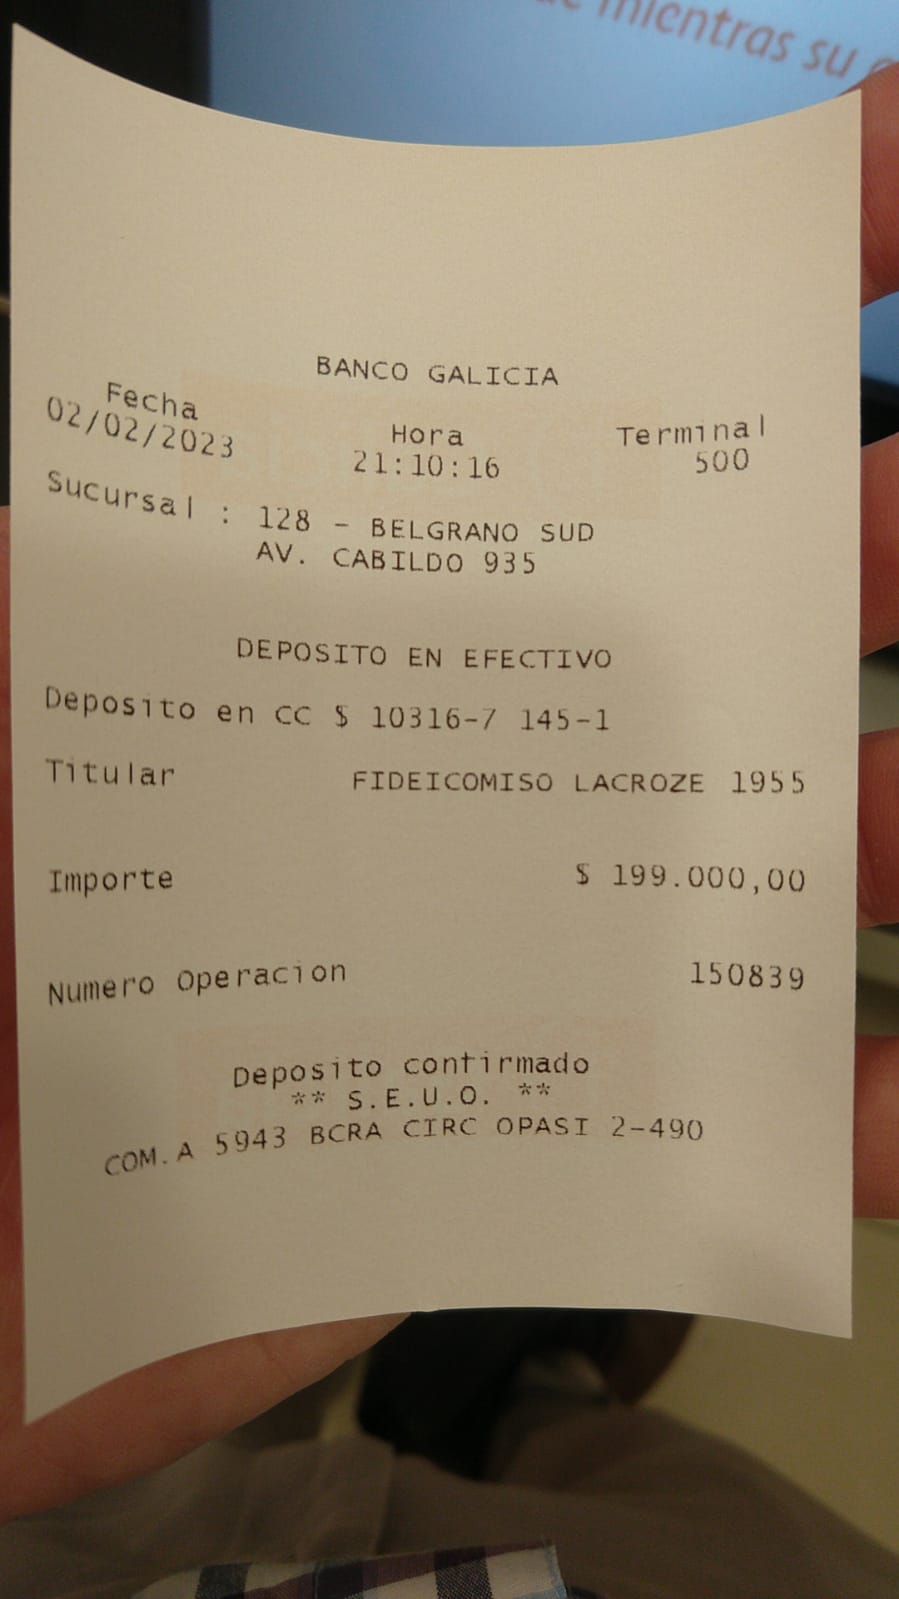 mientras su
BANCO GALICIA
Fecha Hora Terminal
02/02/2023 21:10:16 500
Sucursal : 128 - BELGRANO SUD
AV. CABILDO 935
DEPOSITO EN EFECTIVO
Deposito en CC $ 10316-7 145-1
Titular FIDEICOMISO LACROZE 1955
Importe $ 199.000,00
Numero Operacion 150839
Deposito confirmado
** S.E.U.O. **
COM.A 5943 BCRA CIRC OPASI 2-490